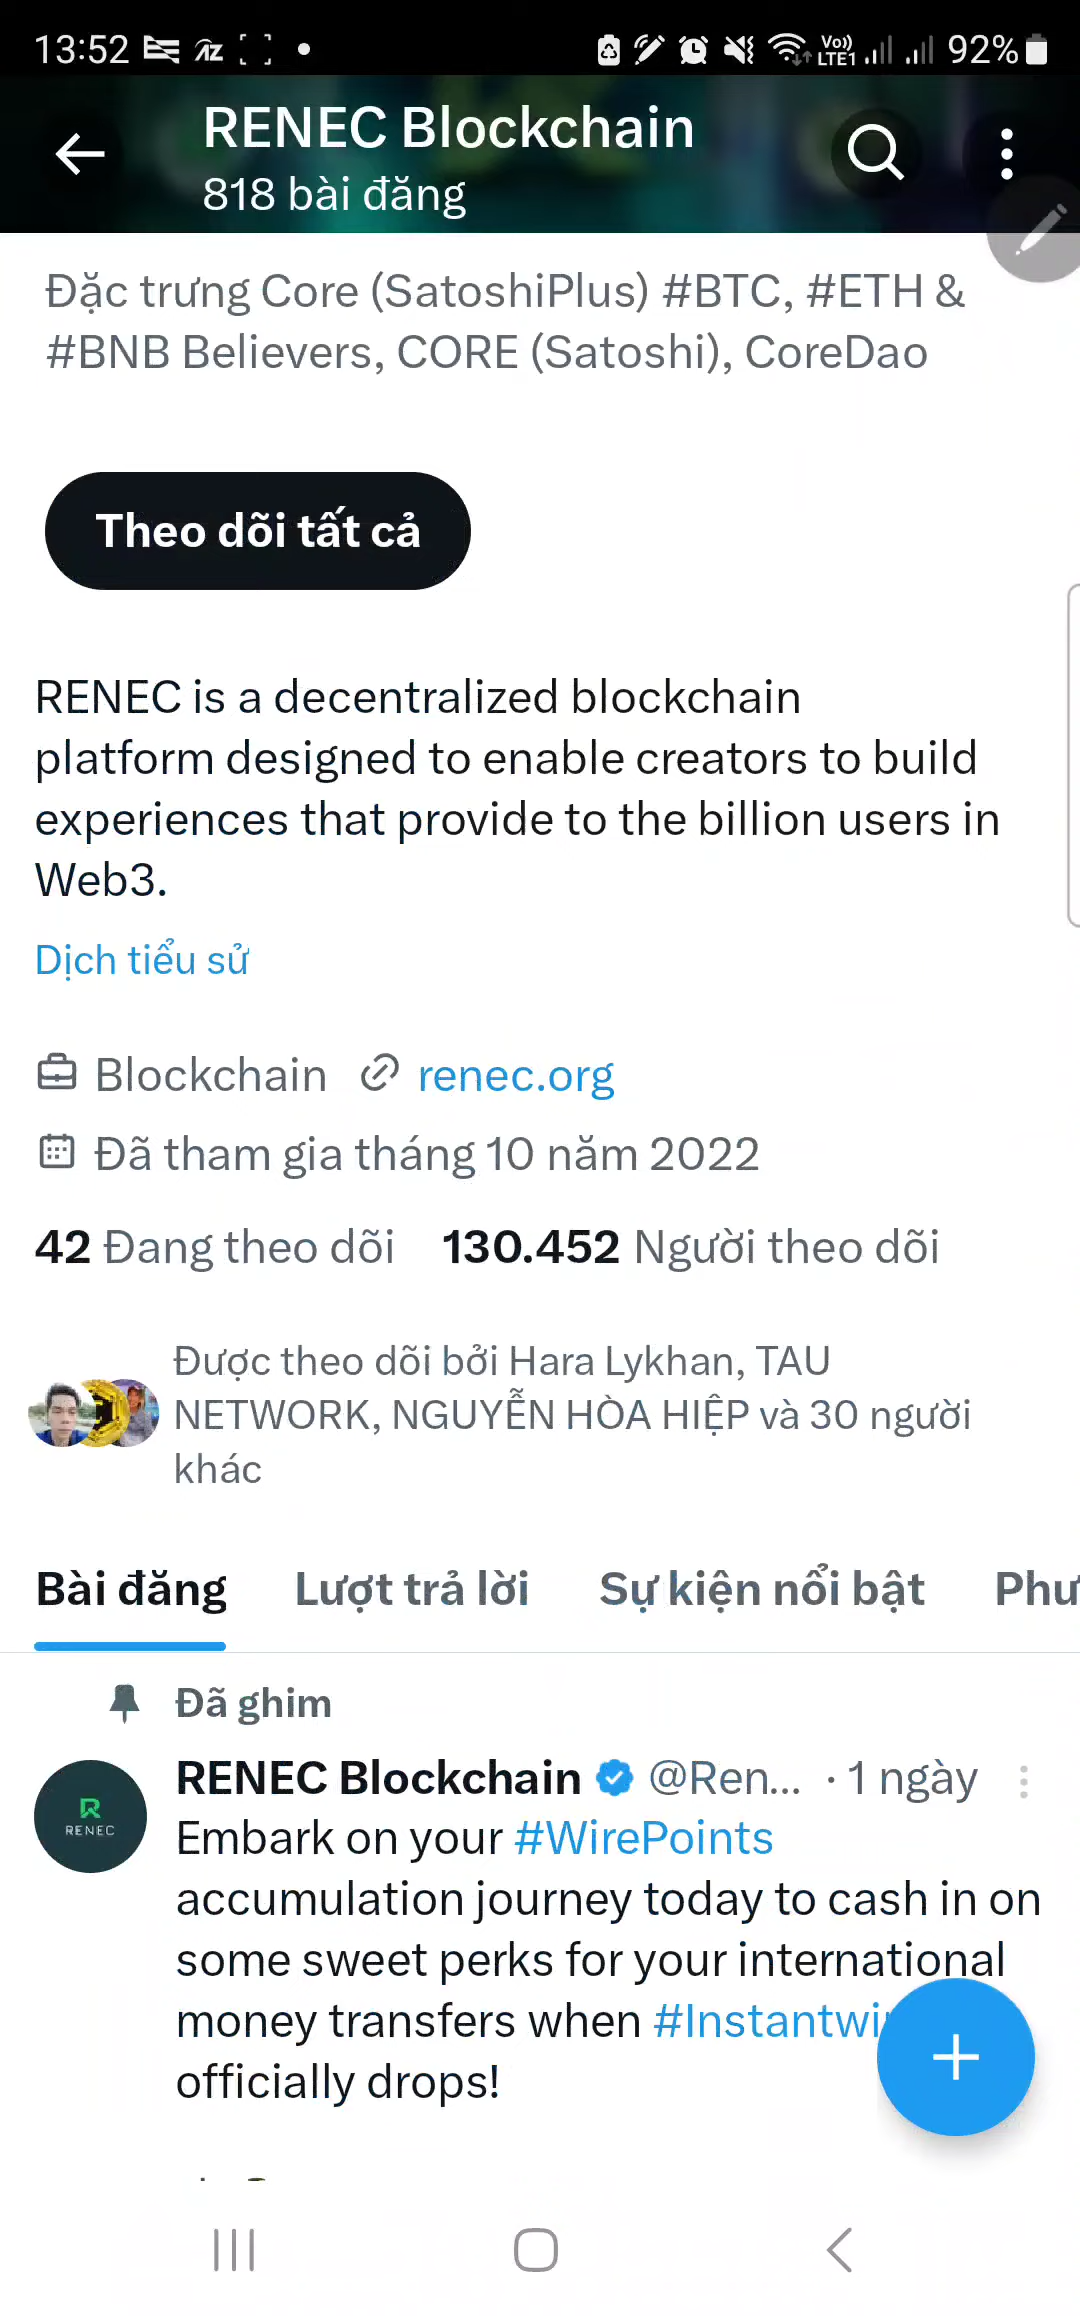 13:52
Vo)) LTE1 92%
RENEC Blockchain
818 bài đăng
Đặc trưng Core (SatoshiPlus) #BTC, #ETH &
#BNB Believers, CORE (Satoshi), CoreDao
Theo dõi tất cả
RENEC is a decentralized blockchain
platform designed to enable creators to build
experiences that provide to the billion users in
Web3.
Dịch tiểu sử
Blockchain renec.org
Đã tham gia tháng 10 năm 2022
42 Đang theo dõi 130.452 Người theo dõi
Được theo dõi bởi Hara Lykhan, TAU
NETWORK, NGUYỄN HÒA HIỆP và 30 người
khác
Bài đăng Lượt trả lời Sự kiện nổi bật Phư
Đã ghim
RENEC Blockchain @Ren... · 1 ngày
RENEC
Embark on your #WirePoints
accumulation journey today to cash in on
some sweet perks for your international
money transfers when #Instantwi
officially drops!